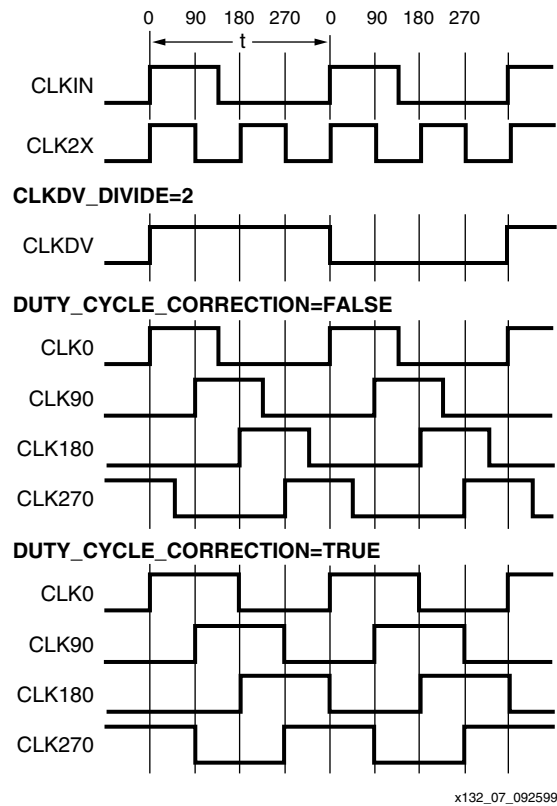 0 90 180 270 0 90 180 270
t
CLKIN
CLK2X
CLKDV_DIVIDE=2
CLKDV
DUTY_CYCLE_CORRECTION=FALSE
CLK0
CLK90
CLK180
CLK270
DUTY_CYCLE_CORRECTION=TRUE
CLK0
CLK90
CLK180
CLK270
x132_07_092599